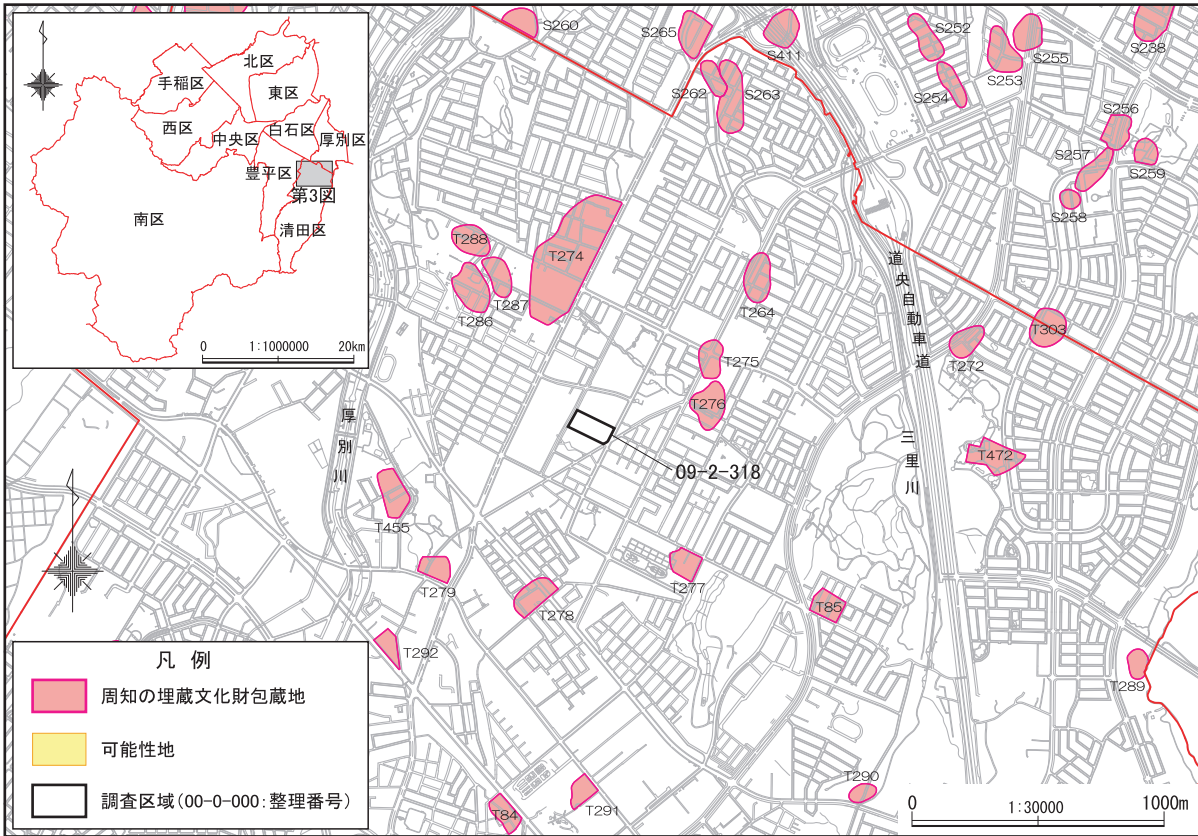 北区
手稲区
東区
西区
中央区
白石区
厚別区
豊平区
第3図
南区
清田区
0
1:1000000
20km
S260
S265
S411
S252
S255
S238
S253
S262
S263
S254
S256
S257
S259
S258
T288
T274
T287
T286
T264
道央自動車道
T303
T272
T275
T276
厚別川
09-2-318
三里川
T472
T455
T279
T277
T278
T85
T292
T289
T290
T291
T84
凡例
周知の埋蔵文化財包蔵地
可能性地
調査区域(00-0-000:整理番号)
0
1:30000
1000m